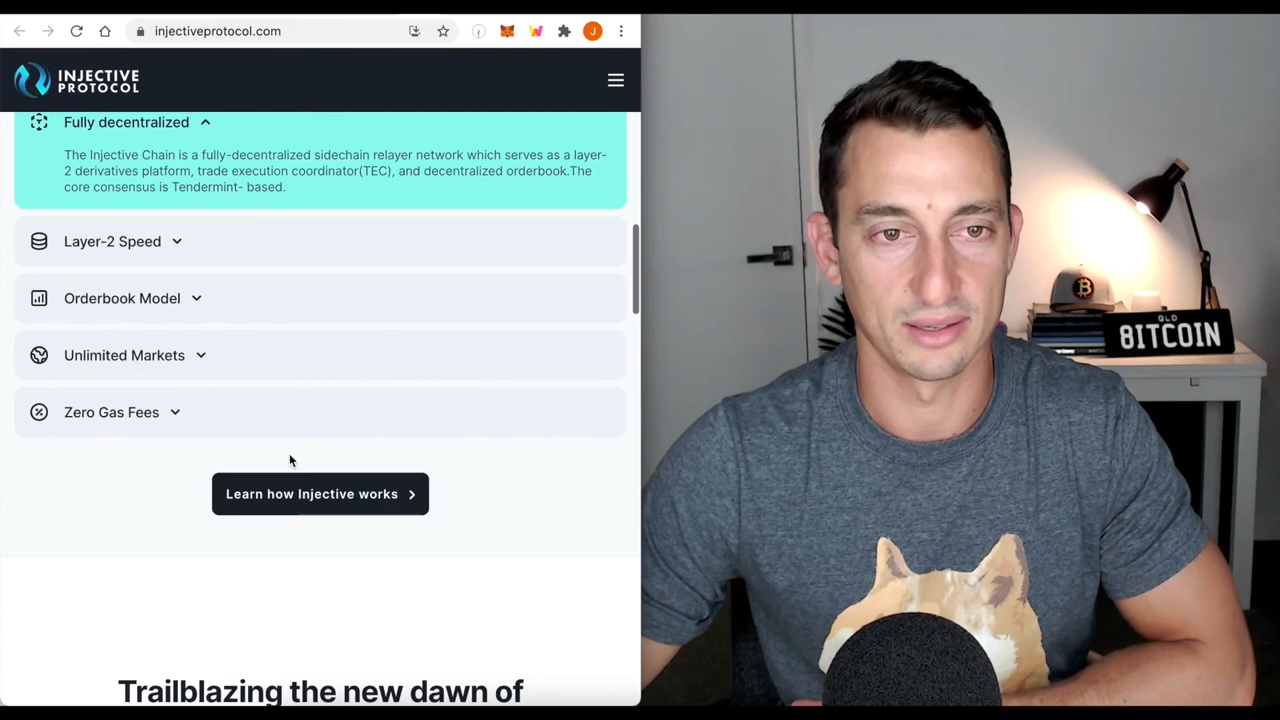 injectiveprotocol.com
J
INJECTIVE
PROTOCOL
Fully decentralized
The Injective Chain is a fully-decentralized sidechain relayer network which serves as a layer-
2 derivatives platform, trade execution coordinator(TEC), and decentralized orderbook.The
core consensus is Tendermint- based.
Layer-2 Speed
Orderbook Model
Unlimited Markets
Zero Gas Fees
Learn how Injective works
Trailblazing the new dawn of
QLD
8ITCOIN